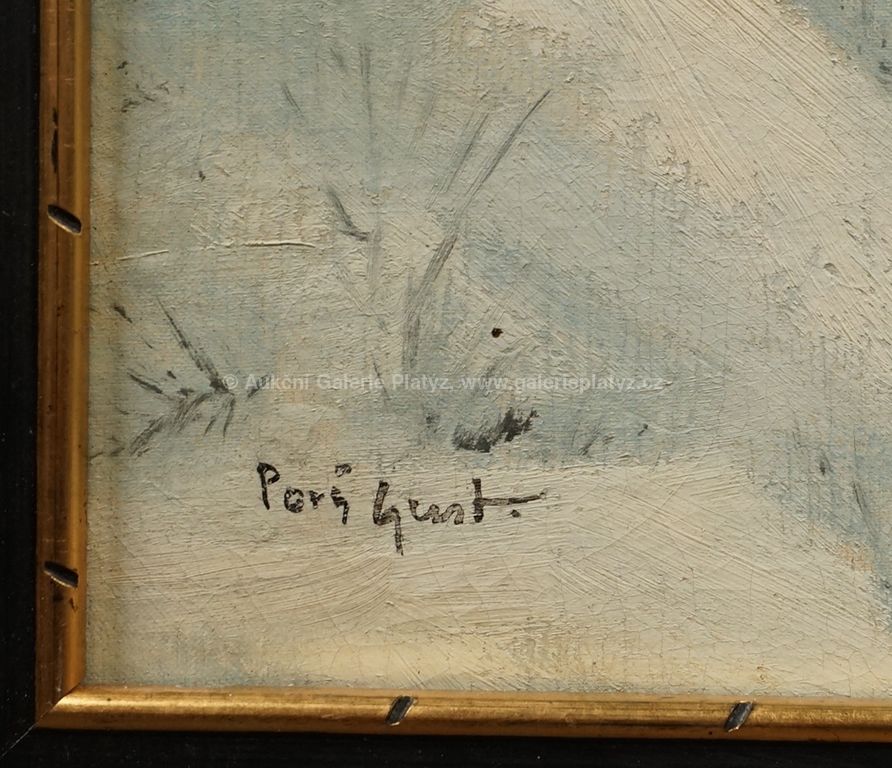 © Aukční Galerie Platyz, www.galerieplatyz.cz
Porš Gust.